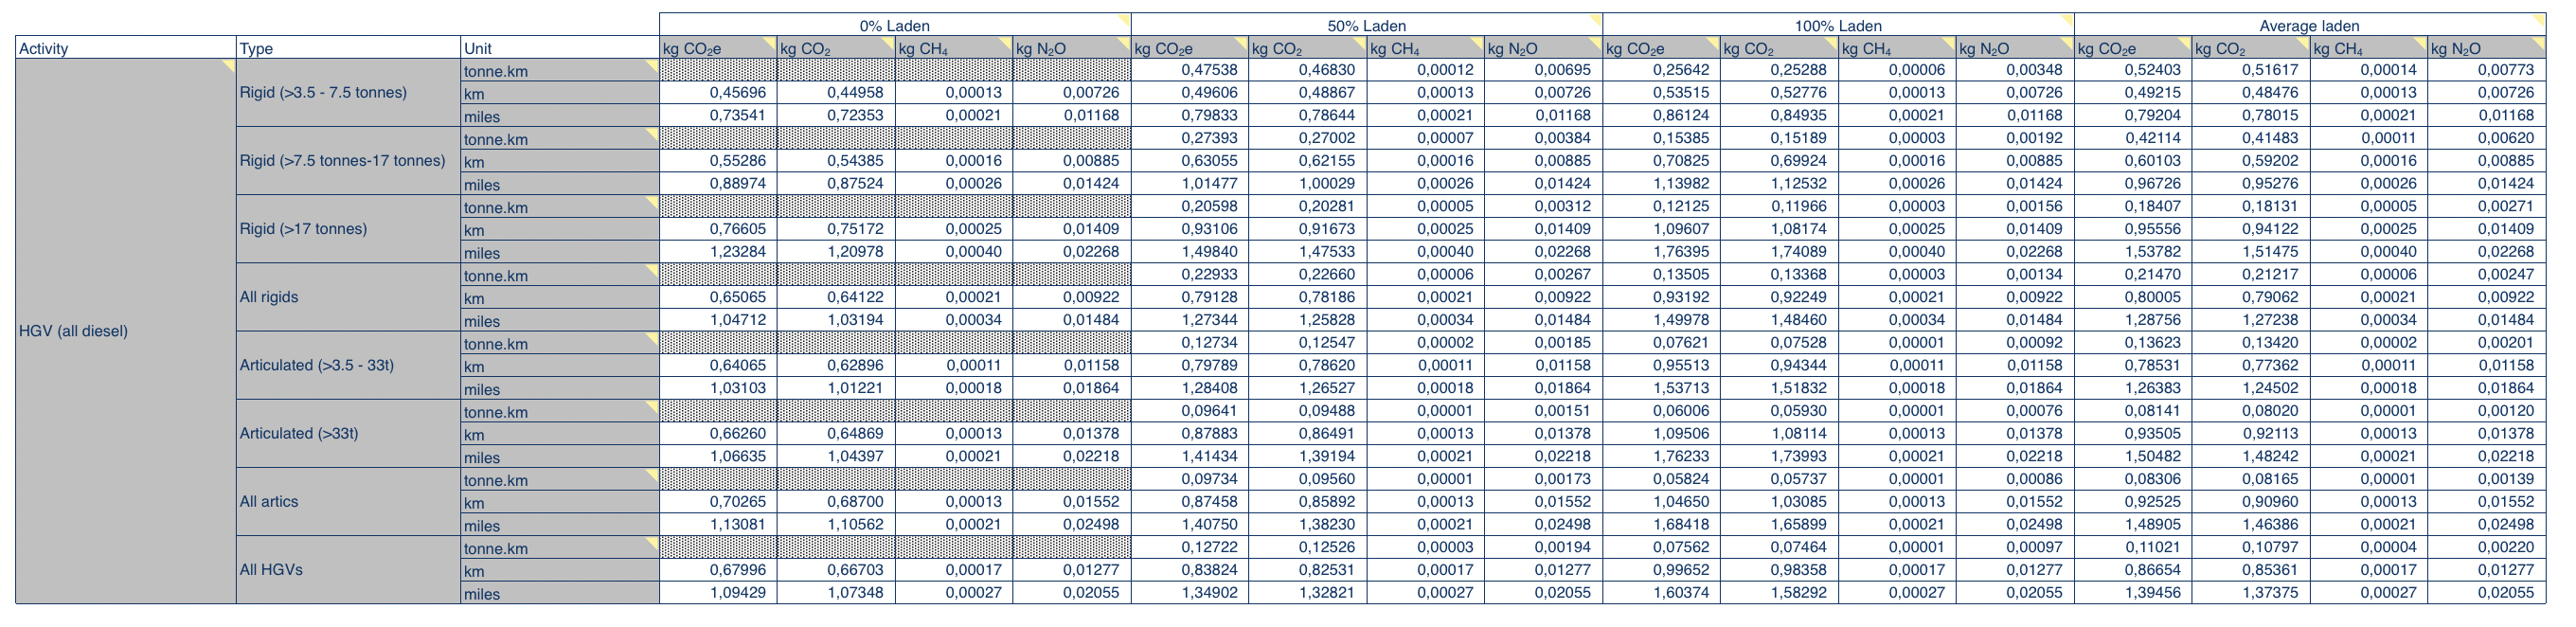 0% Laden 50% Laden 100% Laden Average laden
Activity Type Unit kg CO₂e kg CO₂ kg CH₄ kg N₂O kg CO₂e kg CO₂ kg CH₄ kg N₂O kg CO₂e kg CO₂ kg CH₄ kg N₂O kg CO₂e kg CO₂ kg CH₄ kg N₂O
tonne.km 0,47538 0,46830 0,00012 0,00695 0,25642 0,25288 0,00006 0,00348 0,52403 0,51617 0,00014 0,00773
Rigid (>3.5 - 7.5 tonnes) km 0,45696 0,44958 0,00013 0,00726 0,49606 0,48867 0,00013 0,00726 0,53515 0,52776 0,00013 0,00726 0,49215 0,48476 0,00013 0,00726
miles 0,73541 0,72353 0,00021 0,01168 0,79833 0,78644 0,00021 0,01168 0,86124 0,84935 0,00021 0,01168 0,79204 0,78015 0,00021 0,01168
tonne.km 0,27393 0,27002 0,00007 0,00384 0,15385 0,15189 0,00003 0,00192 0,42114 0,41483 0,00011 0,00620
Rigid (>7.5 tonnes-17 tonnes) km 0,55286 0,54385 0,00016 0,00885 0,63055 0,62155 0,00016 0,00885 0,70825 0,69924 0,00016 0,00885 0,60103 0,59202 0,00016 0,00885
miles 0,88974 0,87524 0,00026 0,01424 1,01477 1,00029 0,00026 0,01424 1,13982 1,12532 0,00026 0,01424 0,96726 0,95276 0,00026 0,01424
tonne.km 0,20598 0,20281 0,00005 0,00312 0,12125 0,11966 0,00003 0,00156 0,18407 0,18131 0,00005 0,00271
Rigid (>17 tonnes) km 0,76605 0,75172 0,00025 0,01409 0,93106 0,91673 0,00025 0,01409 1,09607 1,08174 0,00025 0,01409 0,95556 0,94122 0,00025 0,01409
miles 1,23284 1,20978 0,00040 0,02268 1,49840 1,47533 0,00040 0,02268 1,76395 1,74089 0,00040 0,02268 1,53782 1,51475 0,00040 0,02268
tonne.km 0,22933 0,22660 0,00006 0,00267 0,13505 0,13368 0,00003 0,00134 0,21470 0,21217 0,00006 0,00247
All rigids km 0,65065 0,64122 0,00021 0,00922 0,79128 0,78186 0,00021 0,00922 0,93192 0,92249 0,00021 0,00922 0,80005 0,79062 0,00021 0,00922
HGV (all diesel) miles 1,04712 1,03194 0,00034 0,01484 1,27344 1,25828 0,00034 0,01484 1,49978 1,48460 0,00034 0,01484 1,28756 1,27238 0,00034 0,01484
tonne.km 0,12734 0,12547 0,00002 0,00185 0,07621 0,07528 0,00001 0,00092 0,13623 0,13420 0,00002 0,00201
Articulated (>3.5 - 33t) km 0,64065 0,62896 0,00011 0,01158 0,79789 0,78620 0,00011 0,01158 0,95513 0,94344 0,00011 0,01158 0,78531 0,77362 0,00011 0,01158
miles 1,03103 1,01221 0,00018 0,01864 1,28408 1,26527 0,00018 0,01864 1,53713 1,51832 0,00018 0,01864 1,26383 1,24502 0,00018 0,01864
tonne.km 0,09641 0,09488 0,00001 0,00151 0,06006 0,05930 0,00001 0,00076 0,08141 0,08020 0,00001 0,00120
Articulated (>33t) km 0,66260 0,64869 0,00013 0,01378 0,87883 0,86491 0,00013 0,01378 1,09506 1,08114 0,00013 0,01378 0,93505 0,92113 0,00013 0,01378
miles 1,06635 1,04397 0,00021 0,02218 1,41434 1,39194 0,00021 0,02218 1,76233 1,73993 0,00021 0,02218 1,50482 1,48242 0,00021 0,02218
tonne.km 0,09734 0,09560 0,00001 0,00173 0,05824 0,05737 0,00001 0,00086 0,08306 0,08165 0,00001 0,00139
All artics km 0,70265 0,68700 0,00013 0,01552 0,87458 0,85892 0,00013 0,01552 1,04650 1,03085 0,00013 0,01552 0,92525 0,90960 0,00013 0,01552
miles 1,13081 1,10562 0,00021 0,02498 1,40750 1,38230 0,00021 0,02498 1,68418 1,65899 0,00021 0,02498 1,48905 1,46386 0,00021 0,02498
tonne.km 0,12722 0,12526 0,00003 0,00194 0,07562 0,07464 0,00001 0,00097 0,11021 0,10797 0,00004 0,00220
All HGVs km 0,67996 0,66703 0,00017 0,01277 0,83824 0,82531 0,00017 0,01277 0,99652 0,98358 0,00017 0,01277 0,86654 0,85361 0,00017 0,01277
miles 1,09429 1,07348 0,00027 0,02055 1,34902 1,32821 0,00027 0,02055 1,60374 1,58292 0,00027 0,02055 1,39456 1,37375 0,00027 0,02055